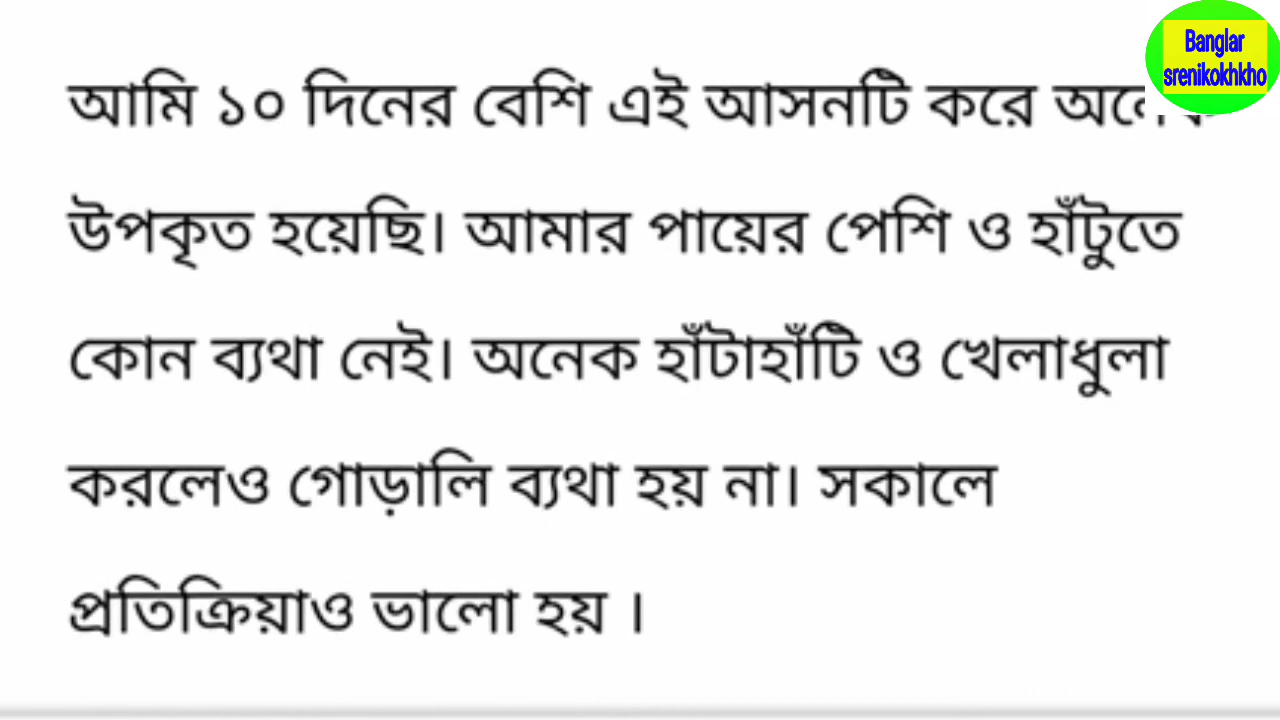 Banglar
srenikokhkho
আমি ১০ দিনের বেশি এই আসনটি করে
উপকৃত হয়েছি। আমার পায়ের পেশি ও হাঁটুতে
কোন ব্যথা নেই। অনেক হাঁটাহাঁটি ও খেলাধুলা
করলেও গোড়ালি ব্যথা হয় না। সকালে
প্রতিক্রিয়াও ভালো হয় ।